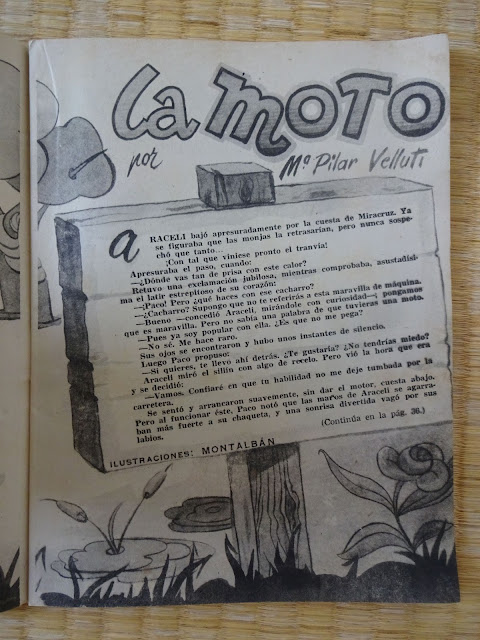 La MOTO
por Mª Pilar Velluti
ARACELI bajó apresuradamente por la cuesta de Miracruz. Ya
se figuraba que las monjas la retrasarían, pero nunca sospe-
chó que tanto...
¡Con tal que viniese pronto el tranvía!
Apresuraba el paso, cuando:
—¿Dónde vas tan de prisa con este calor?
Retuvo una exclamación jubilosa, mientras comprobaba, asustadísi-
ma el latir estrepitoso de su corazón:
—¡Paco! Pero ¿qué haces con ese cacharro?
—¿Cacharro? Supongo que no te referirás a esta maravilla de máquina.
—Bueno —concedió Araceli, mirándole con curiosidad—; pongamos
que es maravilla. Pero no sabía una palabra de que tuvieras una moto.
—Pues ya soy popular con ella. ¿Es que no me pega?
—No sé. Me hace raro.
Sus ojos se encontraron y hubo unos instantes de silencio.
Luego Paco propuso:
—Si quieres, te llevo ahí detrás. ¿Te gustaría? ¿No tendrías miedo?
Araceli miró el sillín con algo de recelo. Pero vió la hora que era
y se decidió:
—Vamos. Confiaré en que tu habilidad no me deje tumbada por la
carretera.
Se sentó y arrancaron suavemente, sin dar el motor, cuesta abajo.
Pero al funcionar éste, Paco notó que las manos de Araceli se agarra-
ban más fuerte a su chaqueta, y una sonrisa divertida vagó por sus
labios.
(Continúa en la pág. 36.)
ILUSTRACIONES: MONTALBÁN